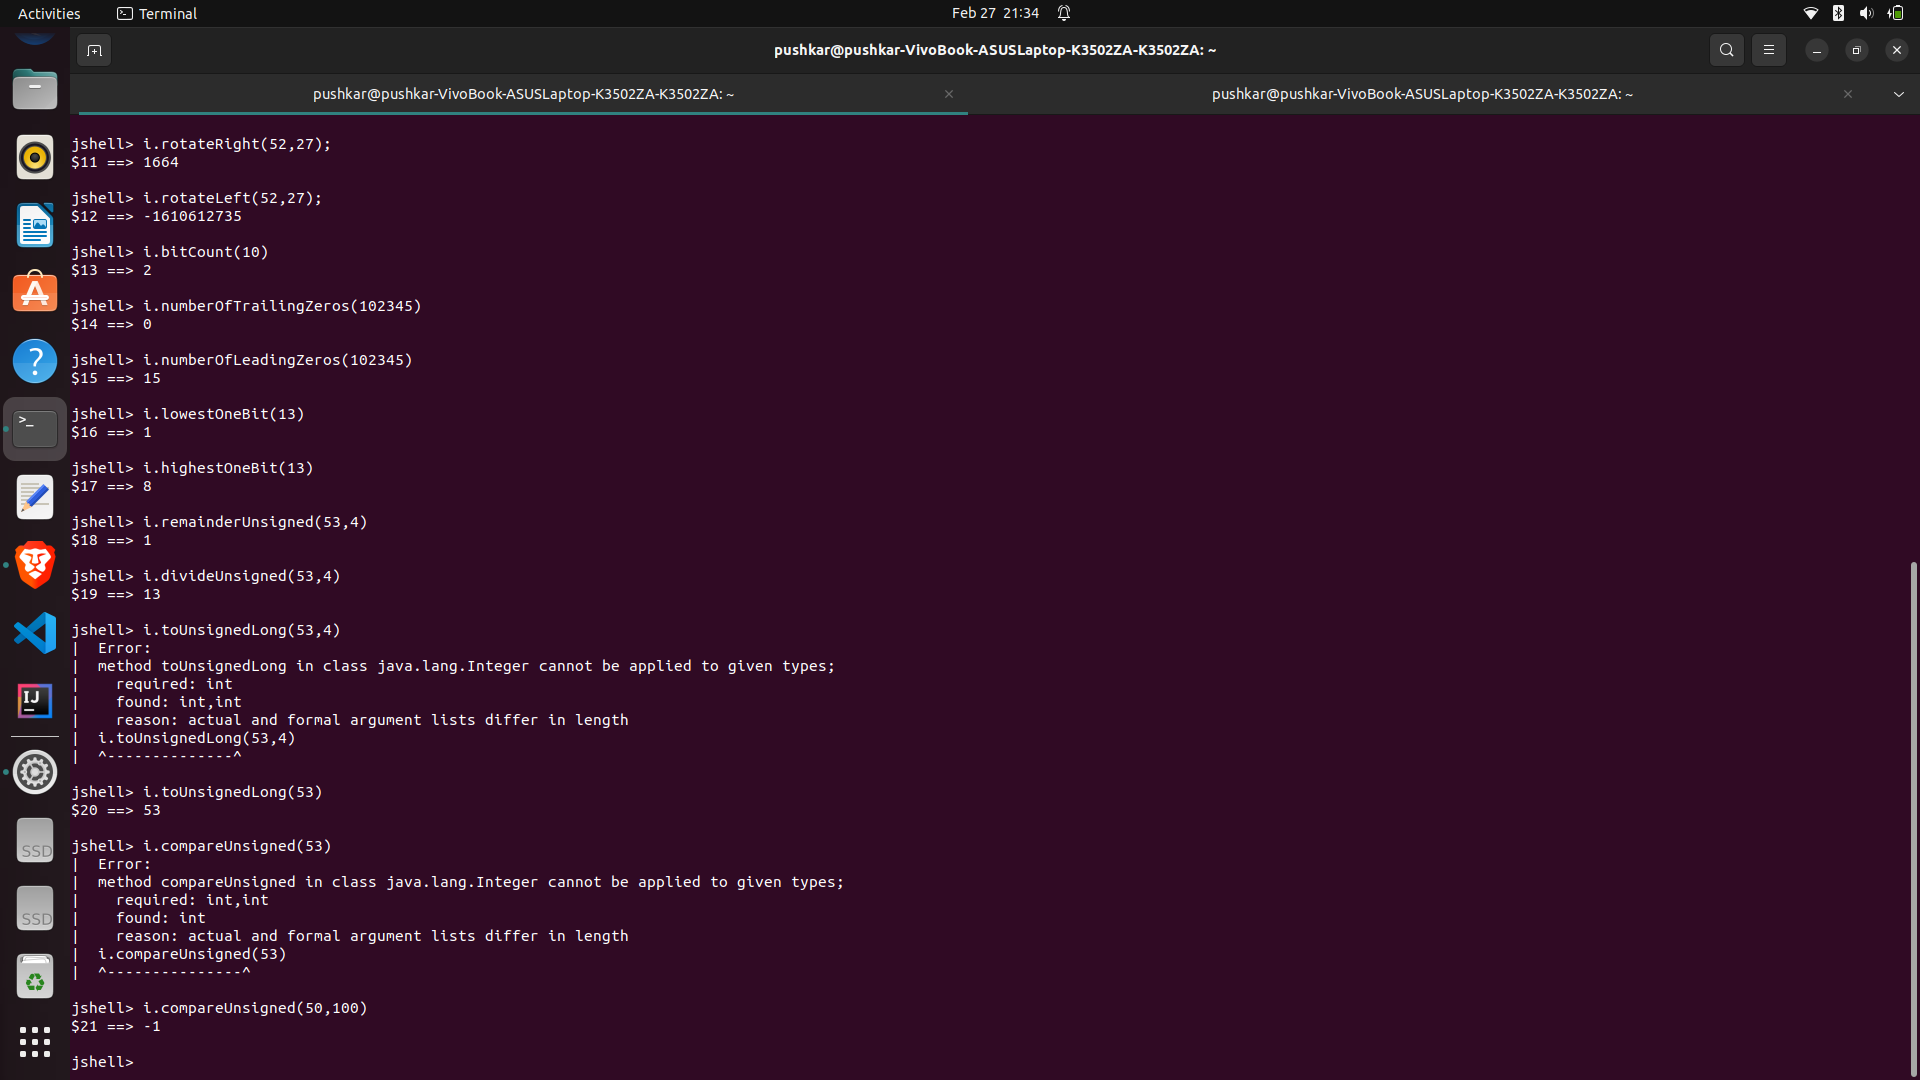 Activities
Terminal
Feb 27 21:34
pushkar@pushkar-VivoBook-ASUSLaptop-K3502ZA-K3502ZA: ~
pushkar@pushkar-VivoBook-ASUSLaptop-K3502ZA-K3502ZA: ~
pushkar@pushkar-VivoBook-ASUSLaptop-K3502ZA-K3502ZA: ~
jshell> i.rotateRight(52,27);
$11 ==> 1664
jshell> i.rotateLeft(52,27);
$12 ==> -1610612735
jshell> i.bitCount(10)
$13 ==> 2
jshell> i.numberOfTrailingZeros(102345)
$14 ==> 0
jshell> i.numberOfLeadingZeros(102345)
$15 ==> 15
jshell> i.lowestOneBit(13)
$16 ==> 1
jshell> i.highestOneBit(13)
$17 ==> 8
jshell> i.remainderUnsigned(53,4)
$18 ==> 1
jshell> i.divideUnsigned(53,4)
$19 ==> 13
jshell> i.toUnsignedLong(53,4)
|  Error:
|  method toUnsignedLong in class java.lang.Integer cannot be applied to given types;
|    required: int
|    found: int,int
|    reason: actual and formal argument lists differ in length
|  i.toUnsignedLong(53,4)
|  ^--------------^
jshell> i.toUnsignedLong(53)
$20 ==> 53
jshell> i.compareUnsigned(53)
|  Error:
|  method compareUnsigned in class java.lang.Integer cannot be applied to given types;
|    required: int,int
|    found: int
|    reason: actual and formal argument lists differ in length
|  i.compareUnsigned(53)
|  ^---------------^
jshell> i.compareUnsigned(50,100)
$21 ==> -1
jshell>
A
?
>_
IJ
SSD
SSD